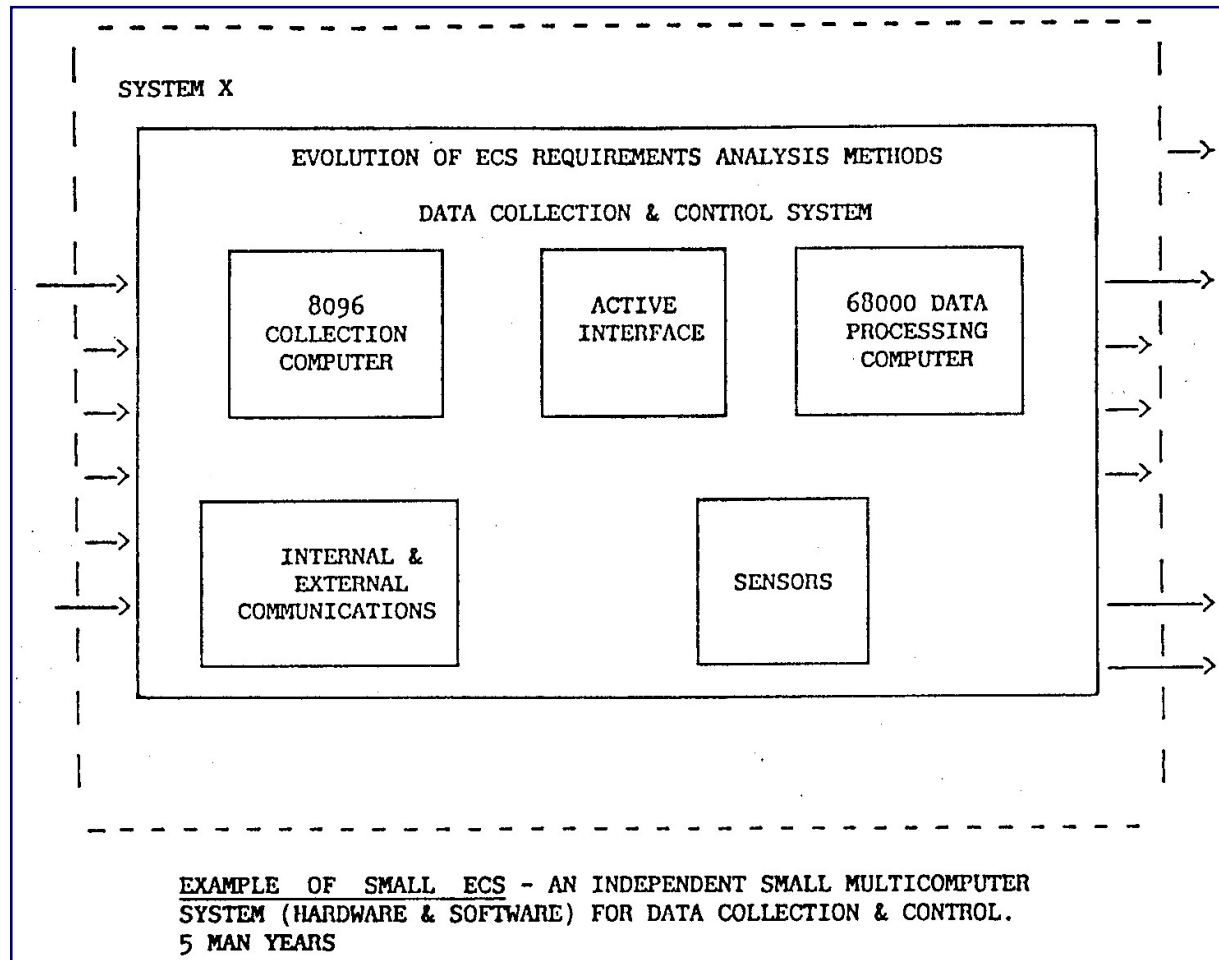 SYSTEM X
EVOLUTION OF ECS REQUIREMENTS ANALYSIS METHODS
DATA COLLECTION & CONTROL SYSTEM
8096
COLLECTION
COMPUTER
ACTIVE
INTERFACE
68000 DATA
PROCESSING
COMPUTER
INTERNAL &
EXTERNAL
COMMUNICATIONS
SENSORS
EXAMPLE OF SMALL ECS - AN INDEPENDENT SMALL MULTICOMPUTER
SYSTEM (HARDWARE & SOFTWARE) FOR DATA COLLECTION & CONTROL.
5 MAN YEARS